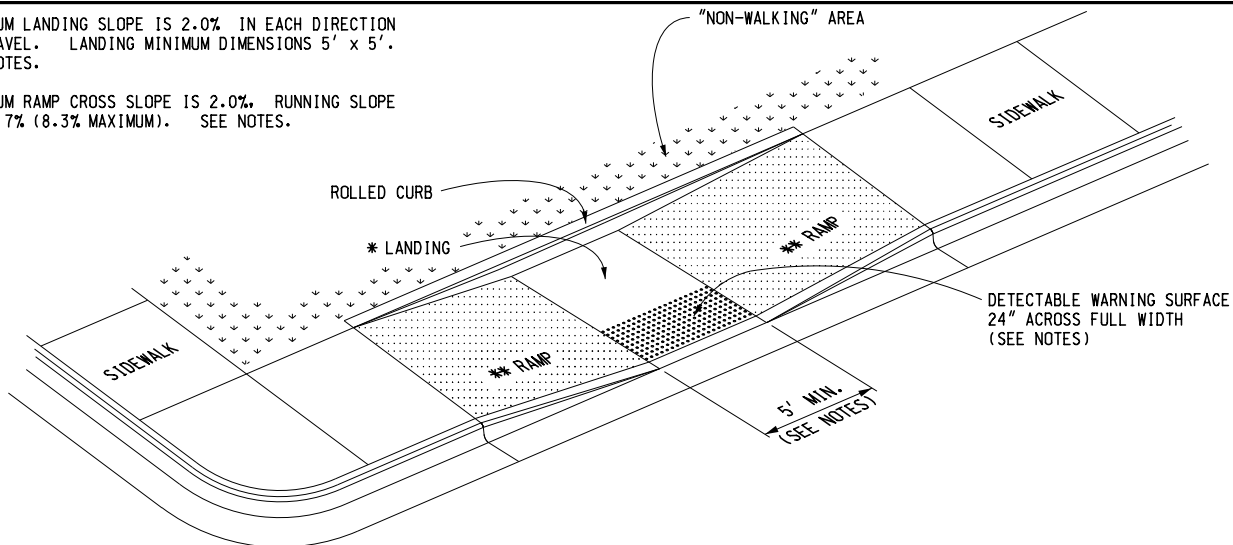 UM LANDING SLOPE IS 2.0% IN EACH DIRECTION
AVEL. LANDING MINIMUM DIMENSIONS 5' x 5'.
OTES.
UM RAMP CROSS SLOPE IS 2.0%. RUNNING SLOPE
7% (8.3% MAXIMUM). SEE NOTES.
"NON-WALKING" AREA
SIDEWALK
ROLLED CURB
* LANDING
** RAMP
DETECTABLE WARNING SURFACE
24" ACROSS FULL WIDTH
(SEE NOTES)
SIDEWALK
** RAMP
5' MIN.
(SEE NOTES)